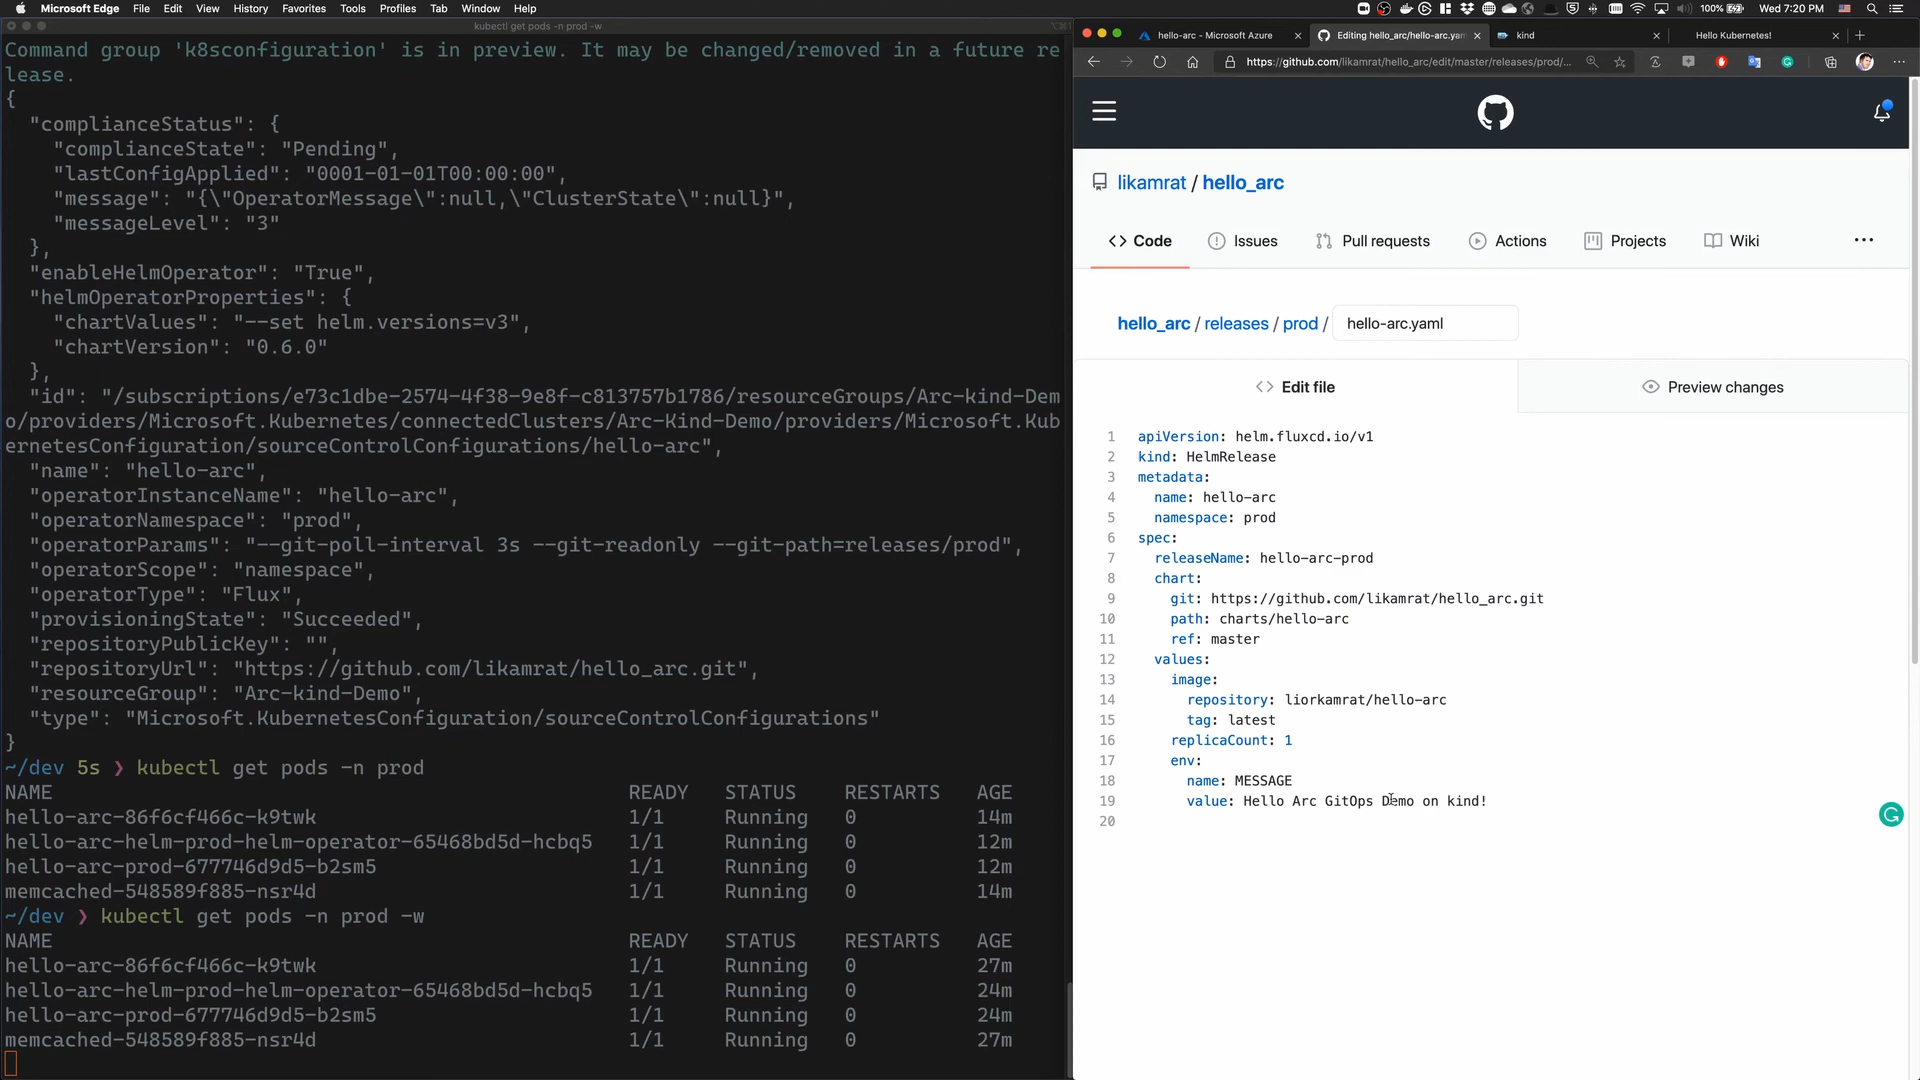 Microsoft Edge File Edit View History Favorites Tools Profiles Tab Window Help
100% Wed 7:20 PM
kubectl get pods -n prod -w
Command group 'k8sconfiguration' is in preview. It may be changed/removed in a future re
lease.
{
"complianceStatus": {
"complianceState": "Pending",
"lastConfigApplied": "0001-01-01T00:00:00",
"message": "{\"OperatorMessage\":null,\"ClusterState\":null}",
"messageLevel": "3"
},
"enableHelmOperator": "True",
"helmOperatorProperties": {
"chartValues": "--set helm.versions=v3",
"chartVersion": "0.6.0"
},
"id": "/subscriptions/e73c1dbe-2574-4f38-9e8f-c813757b1786/resourceGroups/Arc-kind-Dem
o/providers/Microsoft.Kubernetes/connectedClusters/Arc-Kind-Demo/providers/Microsoft.Kub
ernetesConfiguration/sourceControlConfigurations/hello-arc",
"name": "hello-arc",
"operatorInstanceName": "hello-arc",
"operatorNamespace": "prod",
"operatorParams": "--git-poll-interval 3s --git-readonly --git-path=releases/prod",
"operatorScope": "namespace",
"operatorType": "Flux",
"provisioningState": "Succeeded",
"repositoryPublicKey": "",
"repositoryUrl": "https://github.com/likamrat/hello_arc.git",
"resourceGroup": "Arc-kind-Demo",
"type": "Microsoft.KubernetesConfiguration/sourceControlConfigurations"
}
~/dev 5s ❯ kubectl get pods -n prod
NAME READY STATUS RESTARTS AGE
hello-arc-86f6cf466c-k9twk 1/1 Running 0 14m
hello-arc-helm-prod-helm-operator-65468bd5d-hcbq5 1/1 Running 0 12m
hello-arc-prod-677746d9d5-b2sm5 1/1 Running 0 12m
memcached-548589f885-nsr4d 1/1 Running 0 14m
~/dev ❯ kubectl get pods -n prod -w
NAME READY STATUS RESTARTS AGE
hello-arc-86f6cf466c-k9twk 1/1 Running 0 27m
hello-arc-helm-prod-helm-operator-65468bd5d-hcbq5 1/1 Running 0 24m
hello-arc-prod-677746d9d5-b2sm5 1/1 Running 0 24m
memcached-548589f885-nsr4d 1/1 Running 0 27m
hello-arc - Microsoft Azure
Editing hello_arc/hello-arc.yam
kind
Hello Kubernetes!
https://github.com/likamrat/hello_arc/edit/master/releases/prod/...
likamrat / hello_arc
<> Code Issues Pull requests Actions Projects Wiki ...
hello_arc / releases / prod / hello-arc.yaml
<> Edit file Preview changes
1 apiVersion: helm.fluxcd.io/v1
2 kind: HelmRelease
3 metadata:
4 name: hello-arc
5 namespace: prod
6 spec:
7 releaseName: hello-arc-prod
8 chart:
9 git: https://github.com/likamrat/hello_arc.git
10 path: charts/hello-arc
11 ref: master
12 values:
13 image:
14 repository: liorkamrat/hello-arc
15 tag: latest
16 replicaCount: 1
17 env:
18 name: MESSAGE
19 value: Hello Arc GitOps Demo on kind!
20